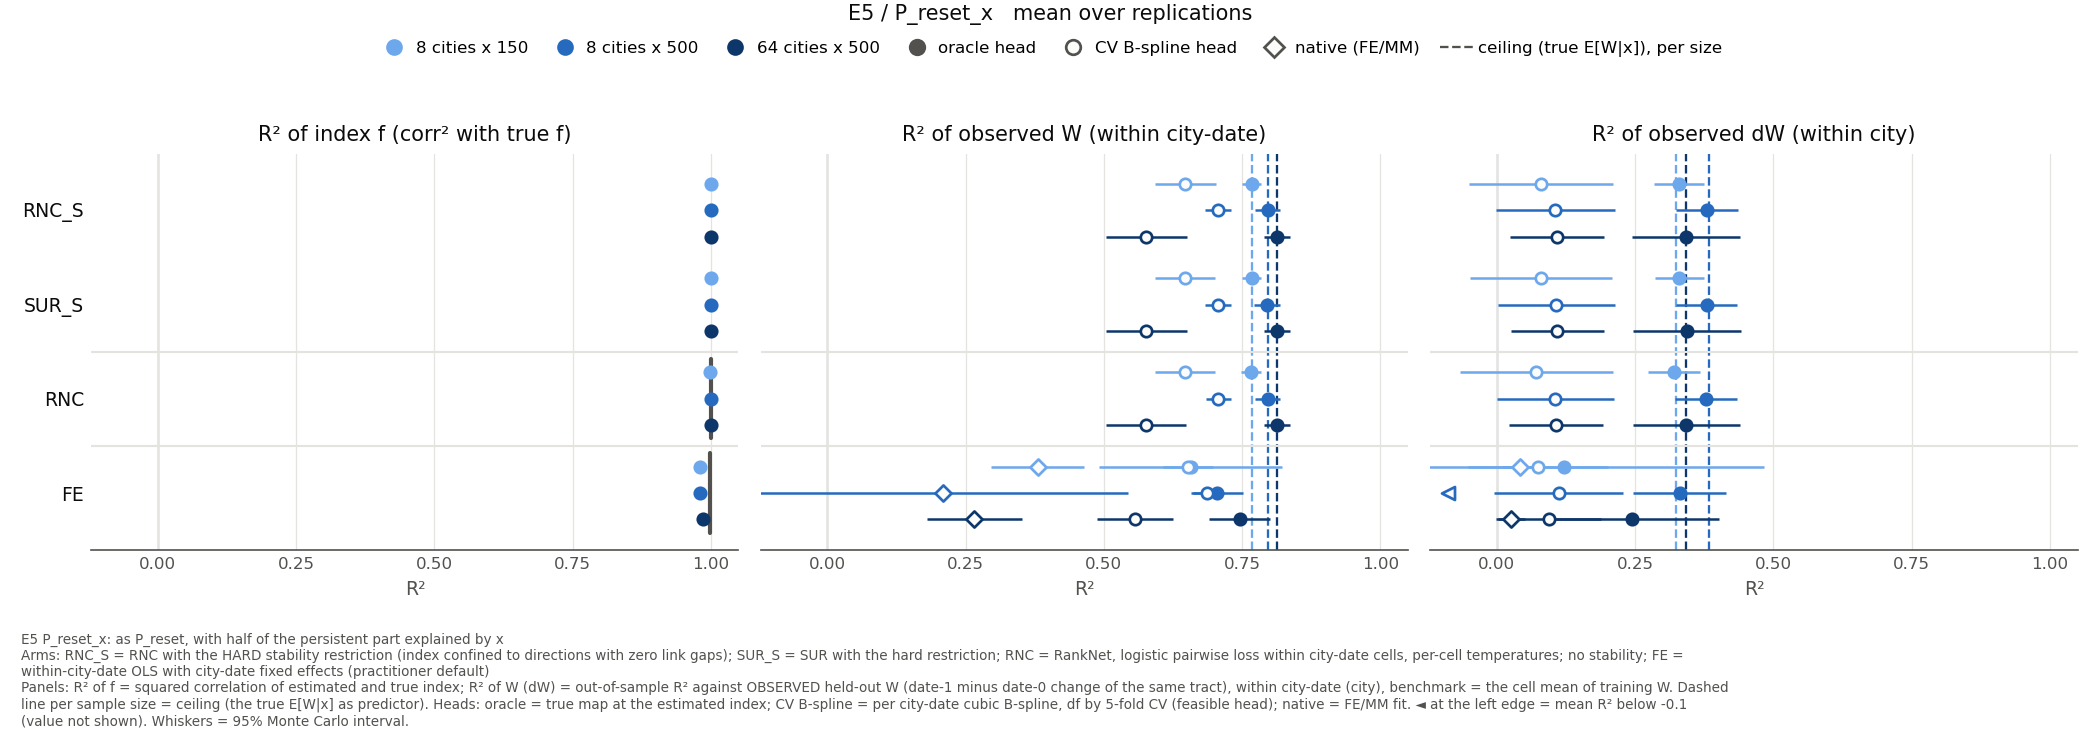 E5 / P_reset_x   mean over replications
8 cities x 150
8 cities x 500
64 cities x 500
oracle head
CV B-spline head
native (FE/MM)
ceiling (true E[W|x]), per size
R² of index f (corr² with true f)
R² of observed W (within city-date)
R² of observed dW (within city)
RNC_S
SUR_S
RNC
FE
0.00 0.25 0.50 0.75 1.00
0.00 0.25 0.50 0.75 1.00
0.00 0.25 0.50 0.75 1.00
R²
R²
R²
E5 P_reset_x: as P_reset, with half of the persistent part explained by x
Arms: RNC_S = RNC with the HARD stability restriction (index confined to directions with zero link gaps); SUR_S = SUR with the hard restriction; RNC = RankNet, logistic pairwise loss within city-date cells, per-cell temperatures; no stability; FE =
within-city-date OLS with city-date fixed effects (practitioner default)
Panels: R² of f = squared correlation of estimated and true index; R² of W (dW) = out-of-sample R² against OBSERVED held-out W (date-1 minus date-0 change of the same tract), within city-date (city), benchmark = the cell mean of training W. Dashed
line per sample size = ceiling (the true E[W|x] as predictor). Heads: oracle = true map at the estimated index; CV B-spline = per city-date cubic B-spline, df by 5-fold CV (feasible head); native = FE/MM fit. ◄ at the left edge = mean R² below -0.1
(value not shown). Whiskers = 95% Monte Carlo interval.